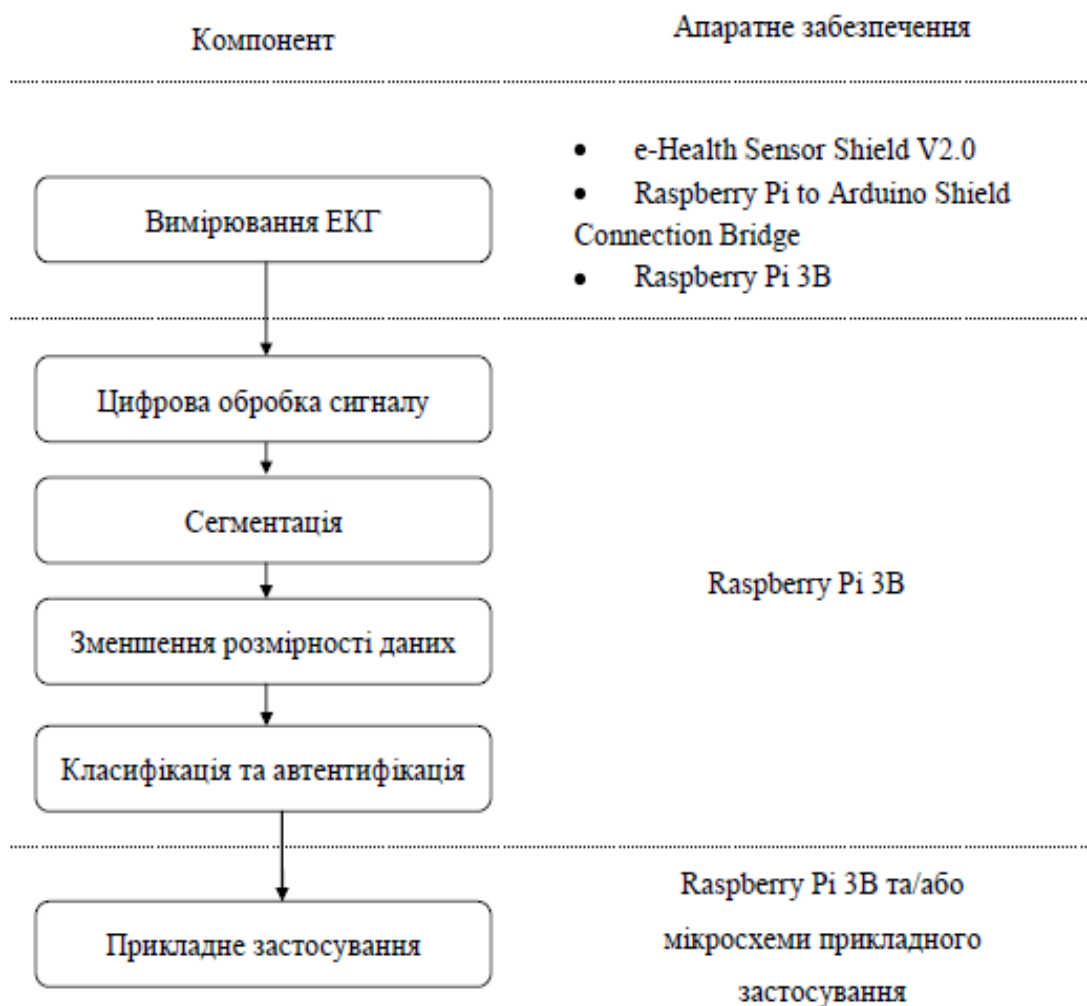 Компонент
Апаратне забезпечення
Вимірювання ЕКГ
• e-Health Sensor Shield V2.0
• Raspberry Pi to Arduino Shield
Connection Bridge
• Raspberry Pi 3B
Цифрова обробка сигналу
Сегментація
Зменшення розмірності даних
Класифікація та автентифікація
Raspberry Pi 3B
Прикладне застосування
Raspberry Pi 3B та/або
мікросхеми прикладного
застосування